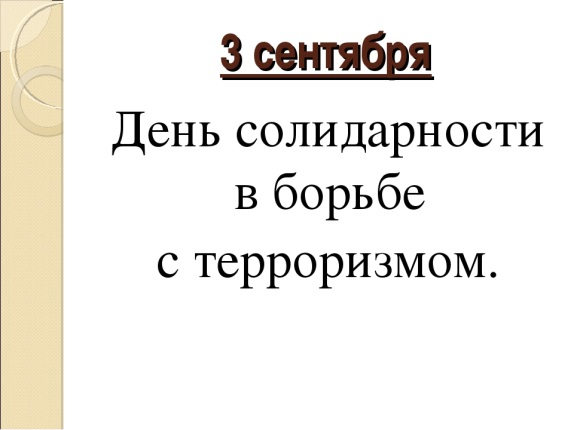 3 сентября
День солидарности
в борьбе
с терроризмом.